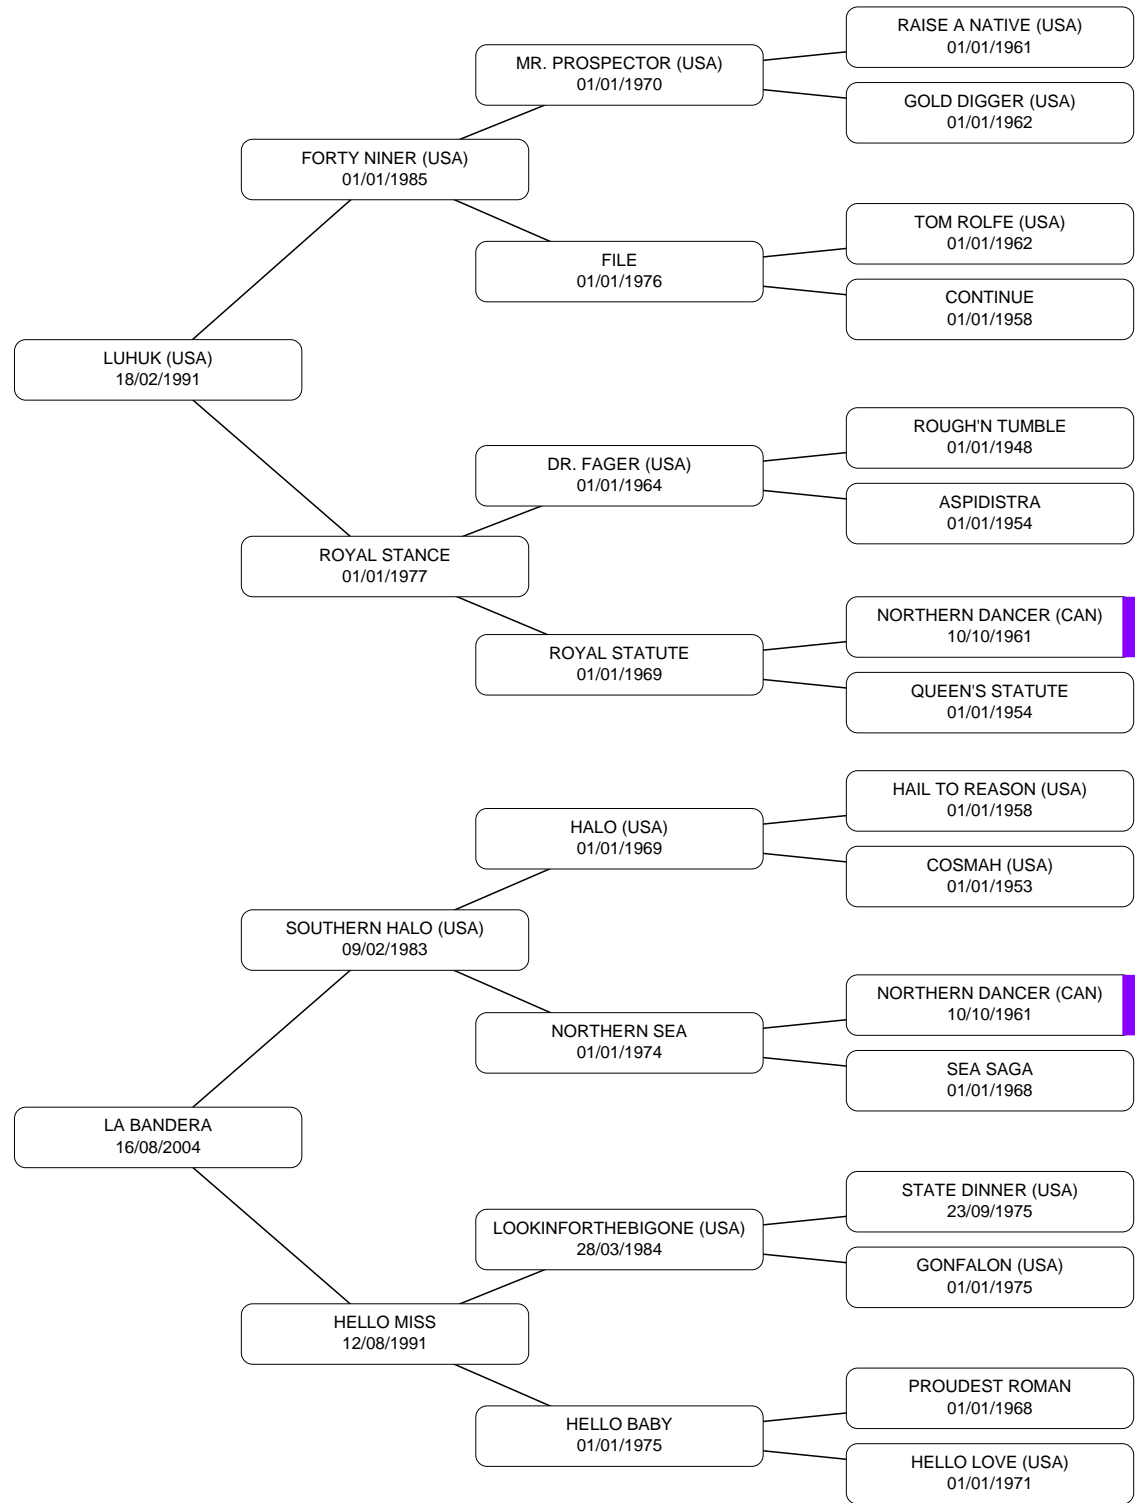 RAISE A NATIVE (USA)
01/01/1961
MR. PROSPECTOR (USA)
01/01/1970
GOLD DIGGER (USA)
01/01/1962
FORTY NINER (USA)
01/01/1985
TOM ROLFE (USA)
01/01/1962
FILE
01/01/1976
CONTINUE
01/01/1958
LUHUK (USA)
18/02/1991
ROUGH'N TUMBLE
01/01/1948
DR. FAGER (USA)
01/01/1964
ASPIDISTRA
01/01/1954
ROYAL STANCE
01/01/1977
NORTHERN DANCER (CAN)
10/10/1961
ROYAL STATUTE
01/01/1969
QUEEN'S STATUTE
01/01/1954
HAIL TO REASON (USA)
01/01/1958
HALO (USA)
01/01/1969
COSMAH (USA)
01/01/1953
SOUTHERN HALO (USA)
09/02/1983
NORTHERN DANCER (CAN)
10/10/1961
NORTHERN SEA
01/01/1974
SEA SAGA
01/01/1968
LA BANDERA
16/08/2004
STATE DINNER (USA)
23/09/1975
LOOKINFORTHEBIGONE (USA)
28/03/1984
GONFALON (USA)
01/01/1975
HELLO MISS
12/08/1991
PROUDEST ROMAN
01/01/1968
HELLO BABY
01/01/1975
HELLO LOVE (USA)
01/01/1971